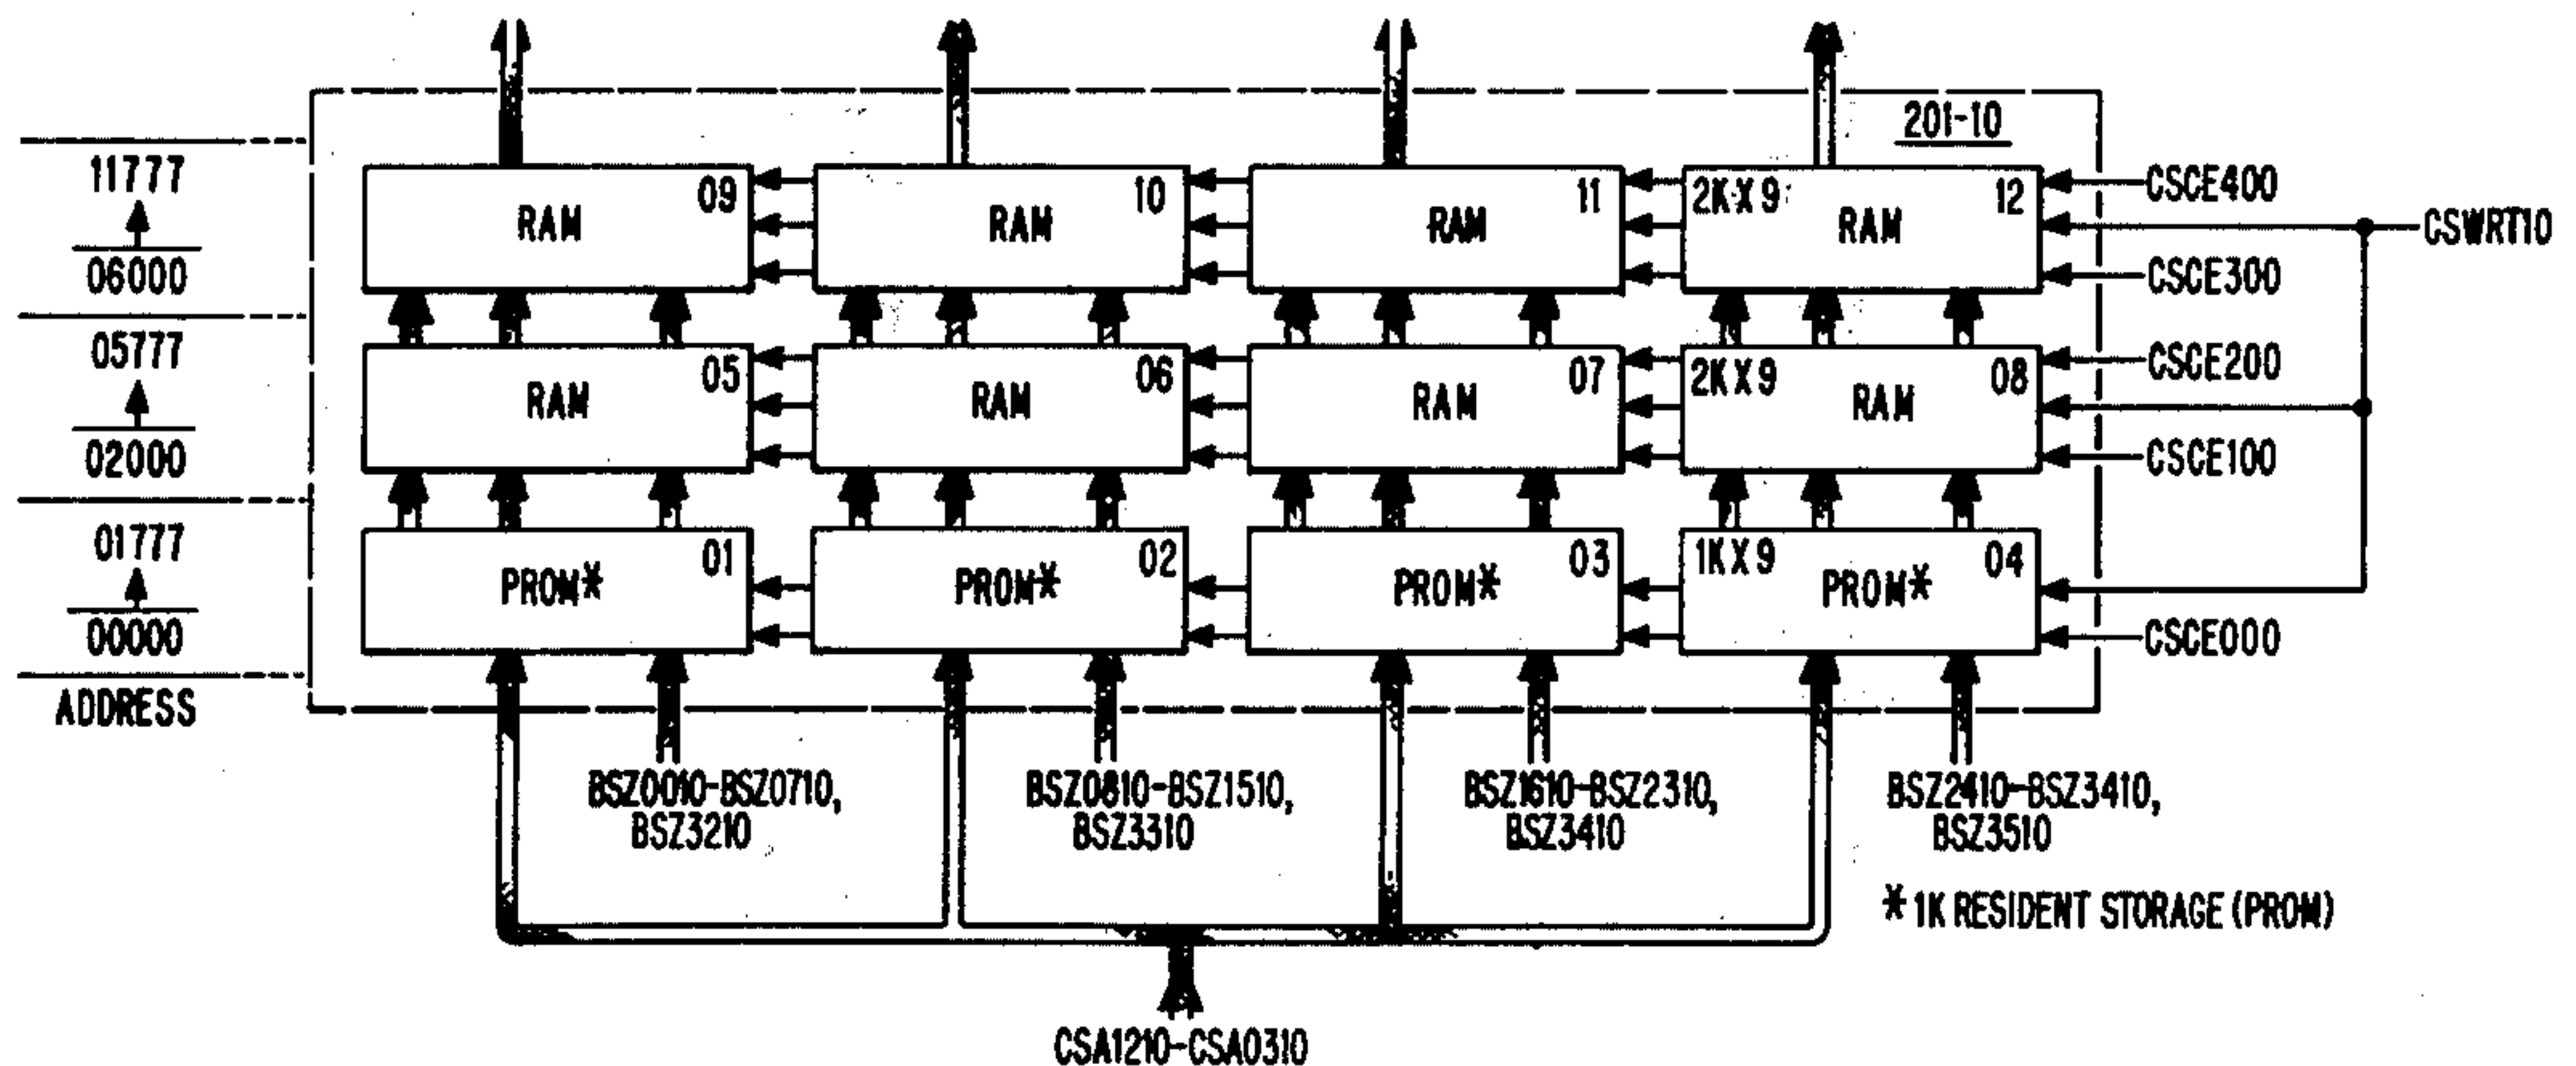 201-10
11777
06000
09
RAM
10
RAM
11
RAM
2K X 9
12
RAM
CSCE400
CSWRT10
CSCE300
05777
02000
05
RAM
06
RAM
07
RAM
2K X 9
08
RAM
CSCE200
CSCE100
01777
00000
01
PROM*
02
PROM*
03
PROM*
1K X 9
04
PROM*
CSCE000
ADDRESS
BSZ0010-BSZ0710,
BSZ3210
BSZ0810-BSZ1510,
BSZ3310
BSZ1610-BSZ2310,
BSZ3410
BSZ2410-BSZ3410,
BSZ3510
* 1K RESIDENT STORAGE (PROM)
CSA1210-CSA0310